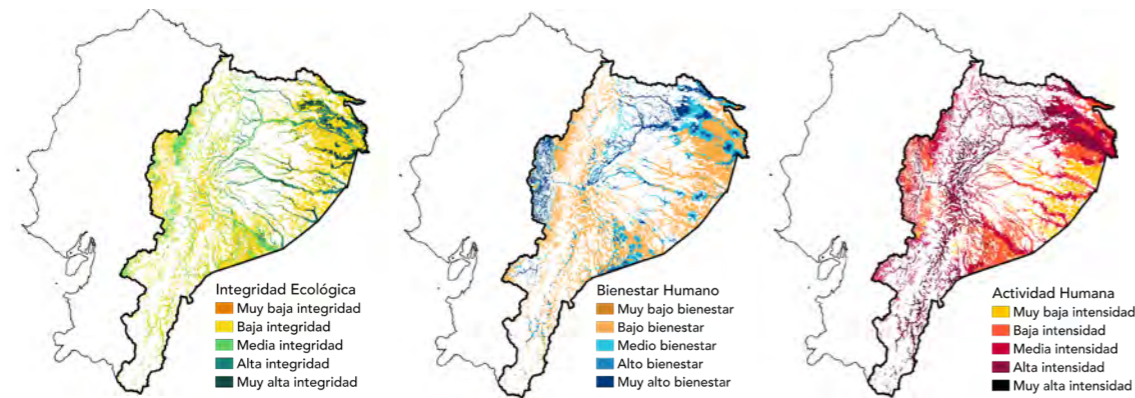 Integridad Ecológica
Muy baja integridad
Baja integridad
Media integridad
Alta integridad
Muy alta integridad
Bienestar Humano
Muy bajo bienestar
Bajo bienestar
Medio bienestar
Alto bienestar
Muy alto bienestar
Actividad Humana
Muy baja intensidad
Baja intensidad
Media intensidad
Alta intensidad
Muy alta intensidad